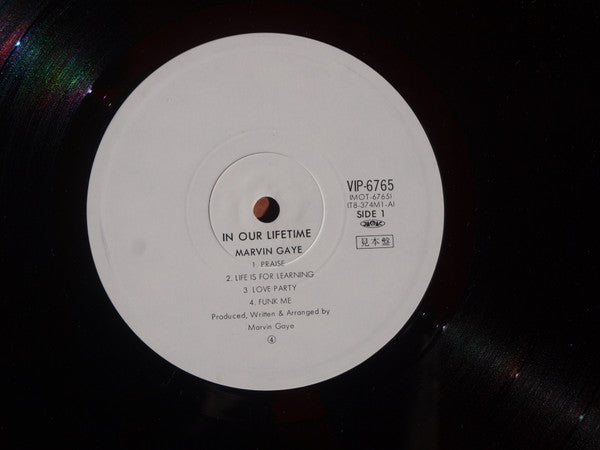 VIP-6765
(MOT-6765)
(T8-374M1-A)
SIDE 1
見本盤
IN OUR LIFETIME
MARVIN GAYE
1. PRAISE
2. LIFE IS FOR LEARNING
3 LOVE PARTY
4. FUNK ME
Produced, Written & Arranged by
Marvin Gaye
④